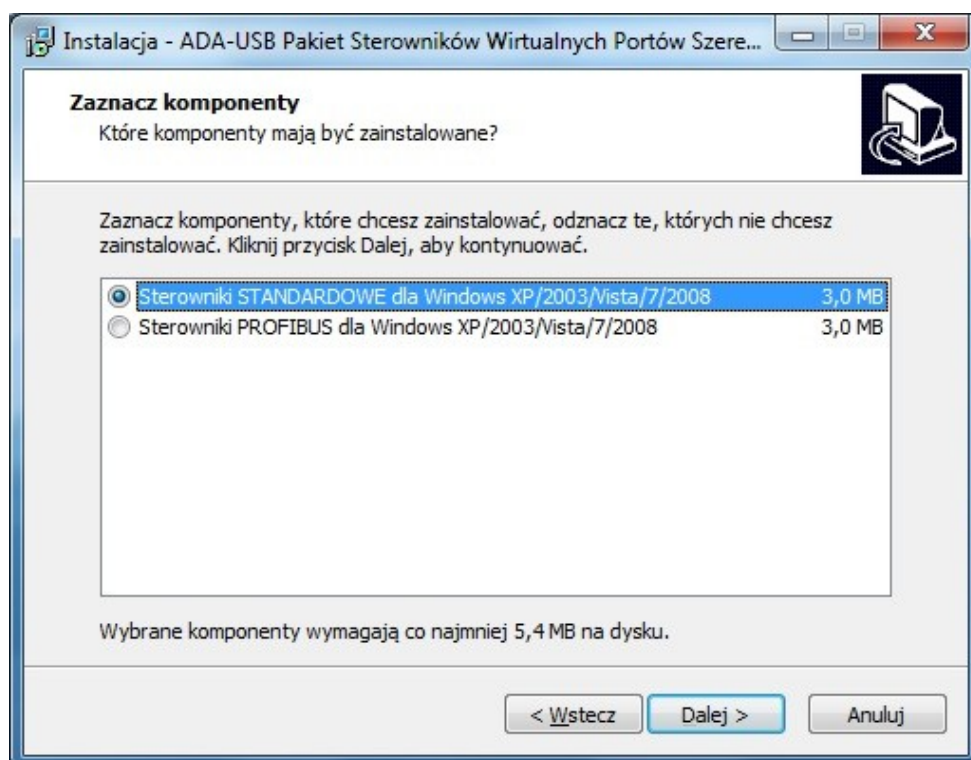 Instalacja - ADA-USB Pakiet Sterowników Wirtualnych Portów Szere...
Zaznacz komponenty
Które komponenty mają być zainstalowane?
Zaznacz komponenty, które chcesz zainstalować, odznacz te, których nie chcesz
zainstalować. Kliknij przycisk Dalej, aby kontynuować.
Sterowniki STANDARDOWE dla Windows XP/2003/Vista/7/2008 3,0 MB
Sterowniki PROFIBUS dla Windows XP/2003/Vista/7/2008 3,0 MB
Wybrane komponenty wymagają co najmniej 5,4 MB na dysku.
< Wstecz Dalej > Anuluj